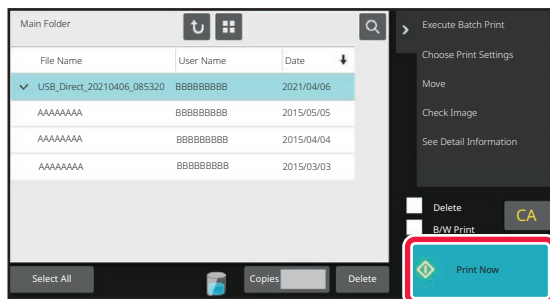 Main Folder
File Name User Name Date
USB_Direct_20210406_085320 BBBBBBBBB 2021/04/06
AAAAAAAA BBBBBBBBB 2015/05/05
AAAAAAAA BBBBBBBBB 2015/04/04
AAAAAAAA BBBBBBBBB 2015/03/03
Select All Copies Delete
Execute Batch Print
Choose Print Settings
Move
Check Image
See Detail Information
Delete
B/W Print
CA
Print Now